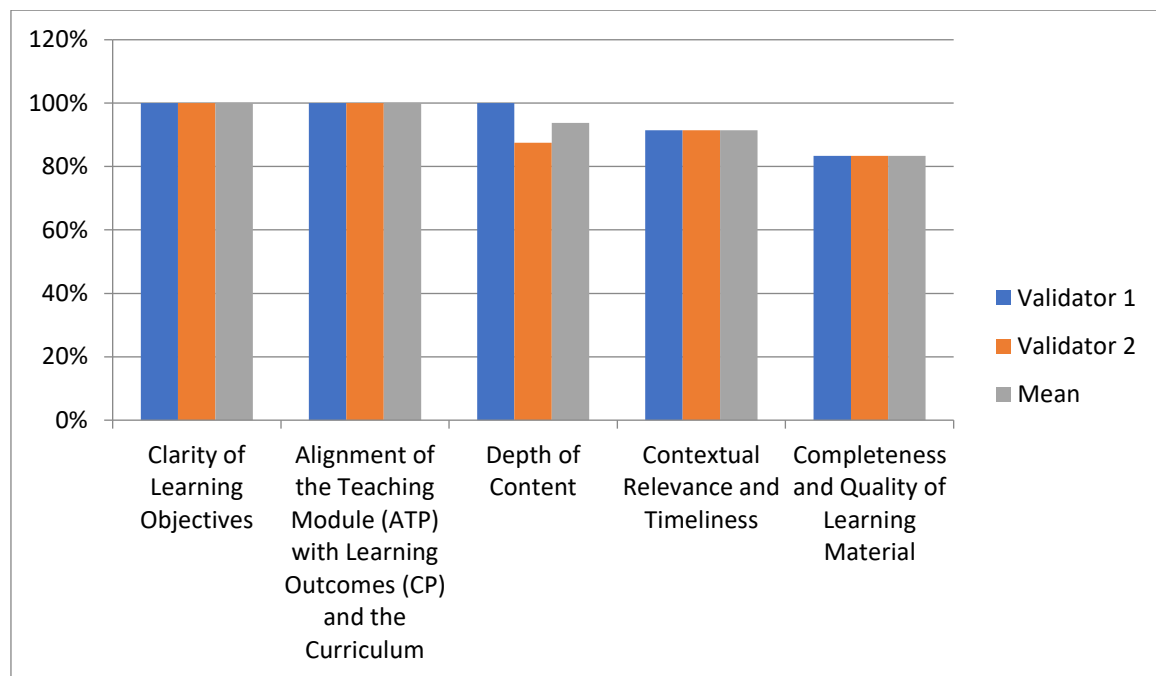 120%
100%
80%
60%
40%
20%
0%
Clarity of
Learning
Objectives
Alignment of
the Teaching
Module (ATP)
with Learning
Outcomes (CP)
and the
Curriculum
Depth of
Content
Contextual
Relevance and
Timeliness
Completeness
and Quality of
Learning
Material
Validator 1
Validator 2
Mean